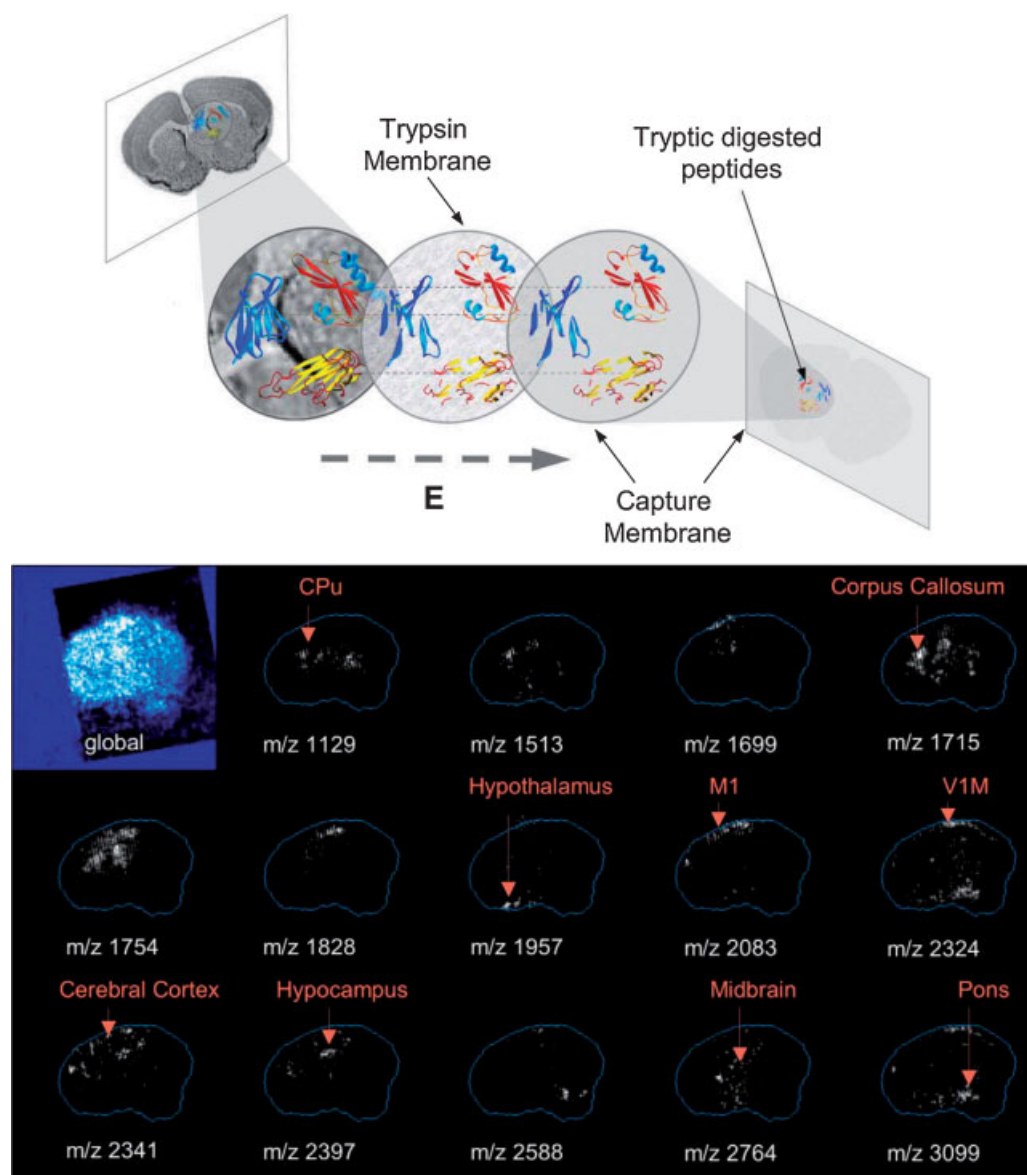 Trypsin
Membrane
Tryptic digested
peptides
E
Capture
Membrane
CPu
Corpus Callosum
global
m/z 1129
m/z 1513
m/z 1699
m/z 1715
Hypothalamus
M1
V1M
m/z 1754
m/z 1828
m/z 1957
m/z 2083
m/z 2324
Cerebral Cortex
Hypocampus
Midbrain
Pons
m/z 2341
m/z 2397
m/z 2588
m/z 2764
m/z 3099